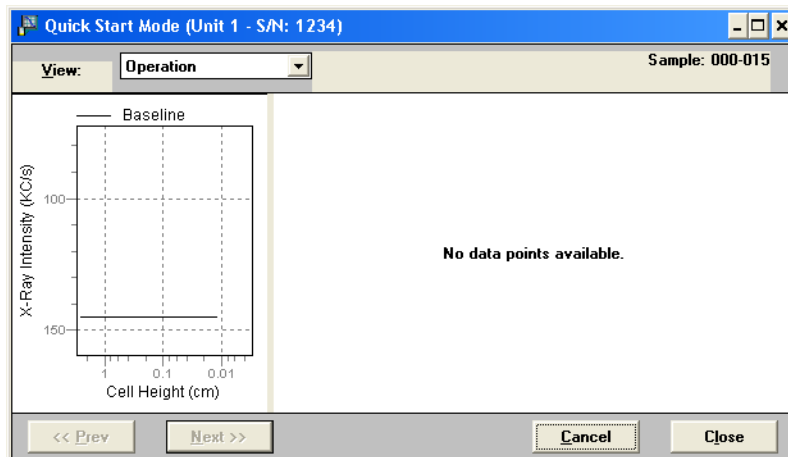 Quick Start Mode (Unit 1 - S/N: 1234)
View:
Operation
Sample: 000-015
Baseline
X-Ray Intensity (KC/s)
100
150
1
0.1
0.01
Cell Height (cm)
No data points available.
<< Prev
Next >>
Cancel
Close